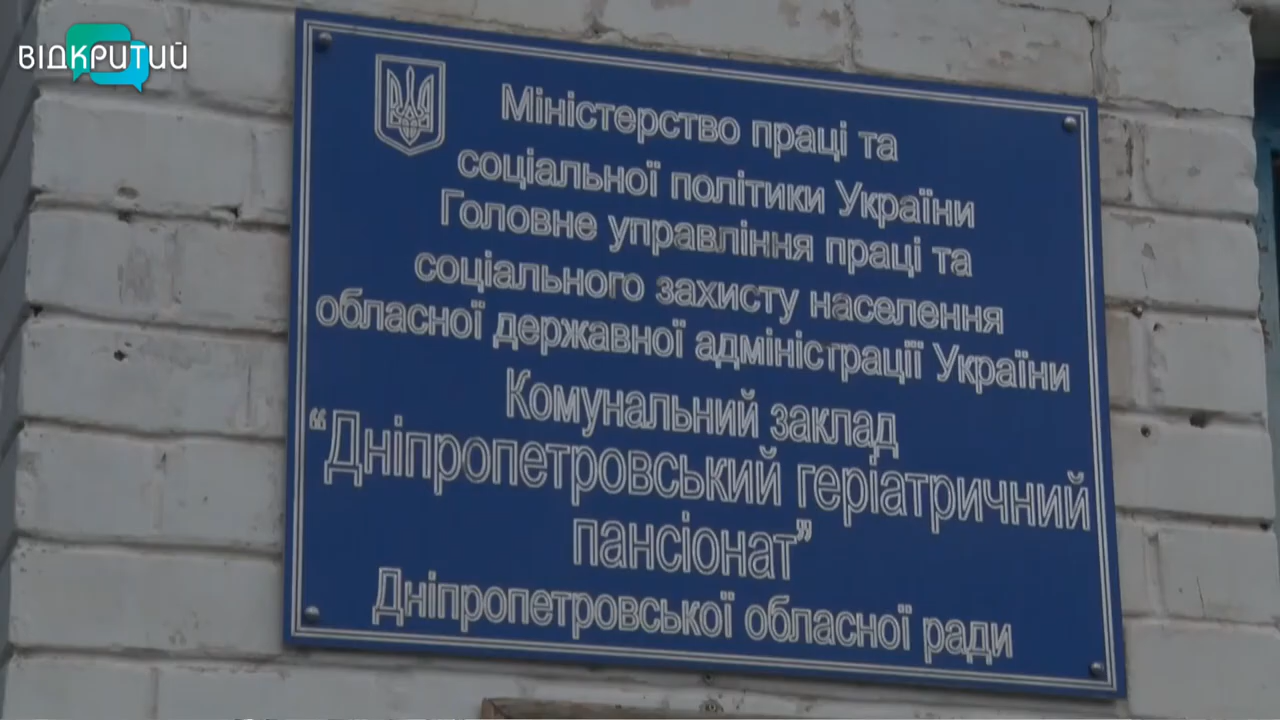 ВІДКРИТИЙ
Міністерство праці та
соціальної політики України
Головне управління праці та
соціального захисту населення
обласної державної адміністрації України
Комунальний заклад
“Дніпропетровський геріатричний
пансіонат”
Дніпропетровської обласної ради